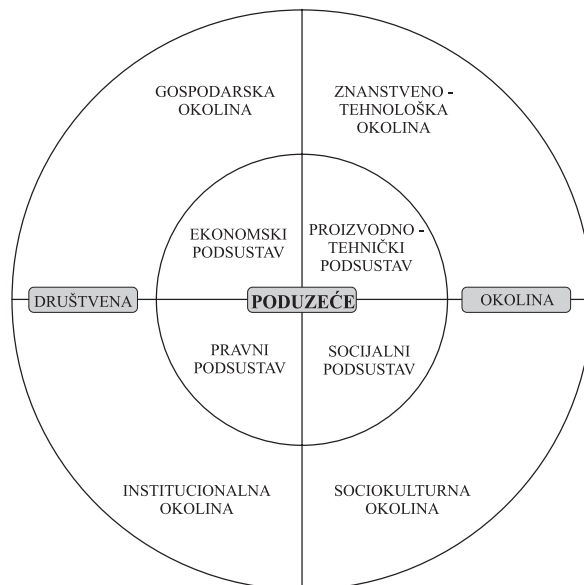 GOSPODARSKA
OKOLINA
ZNANSTVENO -
TEHNOLOŠKA
OKOLINA
EKONOMSKI
PODSUSTAV
PROIZVODNO -
TEHNIČKI
PODSUSTAV
DRUŠTVENA
PODUZEĆE
OKOLINA
PRAVNI
PODSUSTAV
SOCIJALNI
PODSUSTAV
INSTITUCIONALNA
OKOLINA
SOCIOKULTURNA
OKOLINA